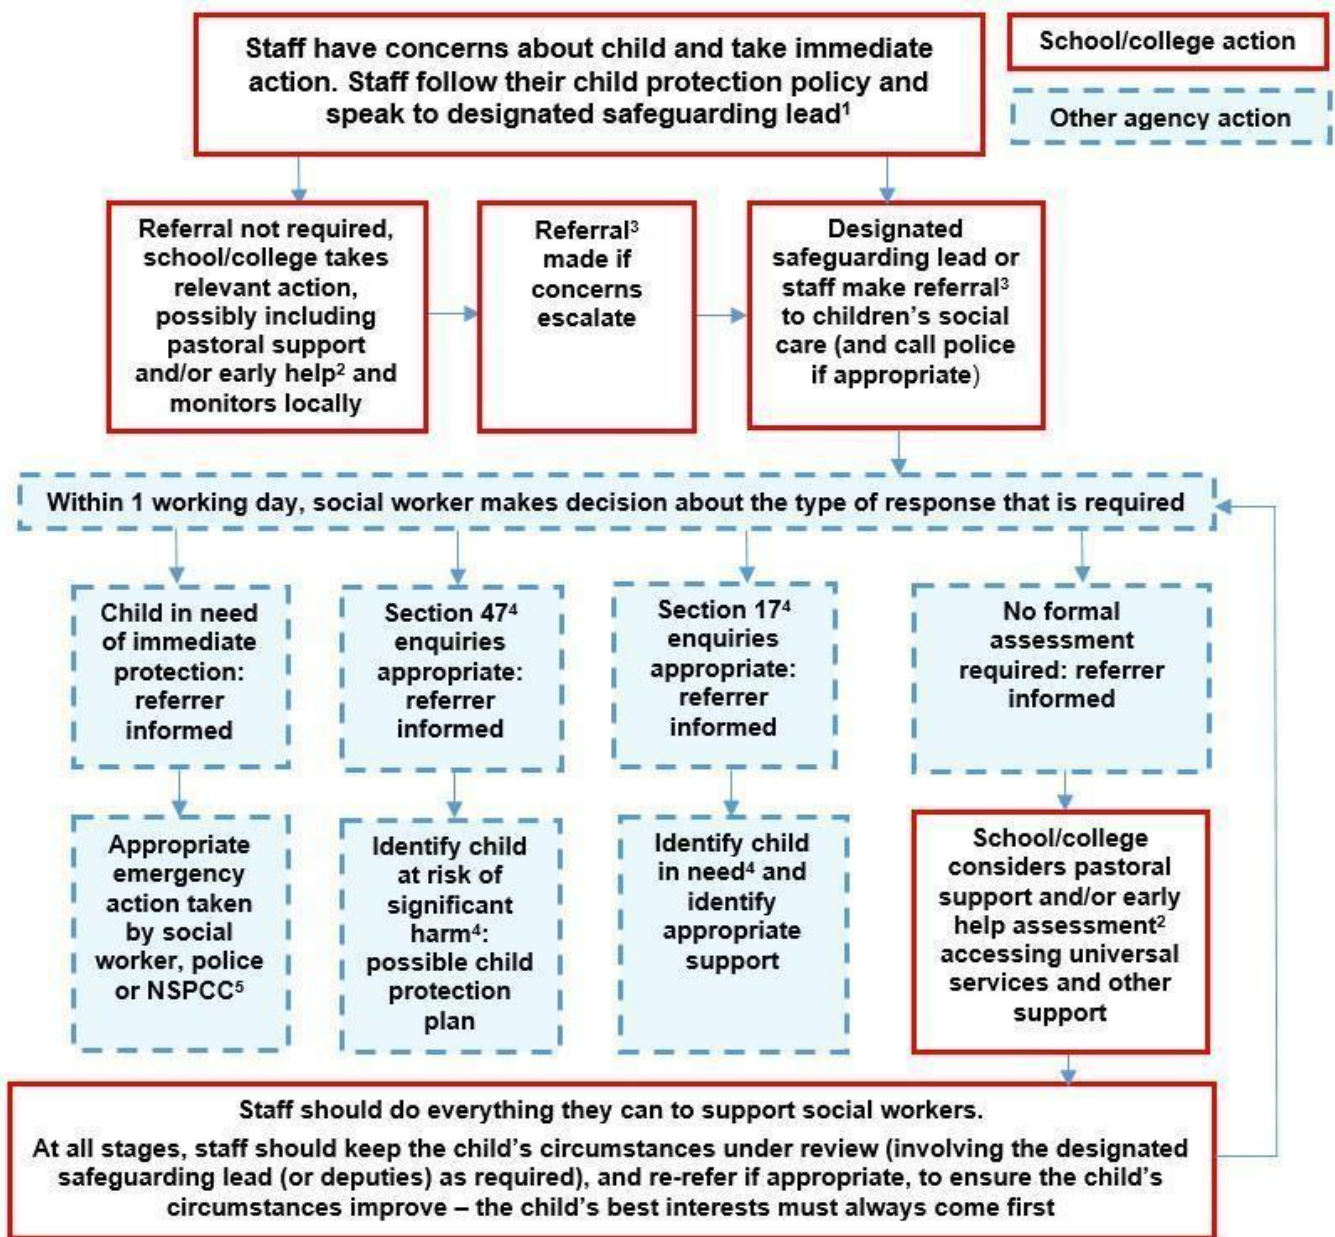 Staff have concerns about child and take immediate
action. Staff follow their child protection policy and
speak to designated safeguarding lead¹
School/college action
Other agency action
Referral not required,
school/college takes
relevant action,
possibly including
pastoral support
and/or early help² and
monitors locally
Referral³
made if
concerns
escalate
Designated
safeguarding lead or
staff make referral³
to children’s social
care (and call police
if appropriate)
Within 1 working day, social worker makes decision about the type of response that is required
Child in need
of immediate
protection:
referrer
informed
Section 47⁴
enquiries
appropriate:
referrer
informed
Section 17⁴
enquiries
appropriate:
referrer
informed
No formal
assessment
required: referrer
informed
Appropriate
emergency
action taken
by social
worker, police
or NSPCC⁵
Identify child
at risk of
significant
harm⁴:
possible child
protection
plan
Identify child
in need⁴ and
identify
appropriate
support
School/college
considers pastoral
support and/or early
help assessment²
accessing universal
services and other
support
Staff should do everything they can to support social workers.
At all stages, staff should keep the child’s circumstances under review (involving the designated
safeguarding lead (or deputies) as required), and re-refer if appropriate, to ensure the child’s
circumstances improve – the child’s best interests must always come first